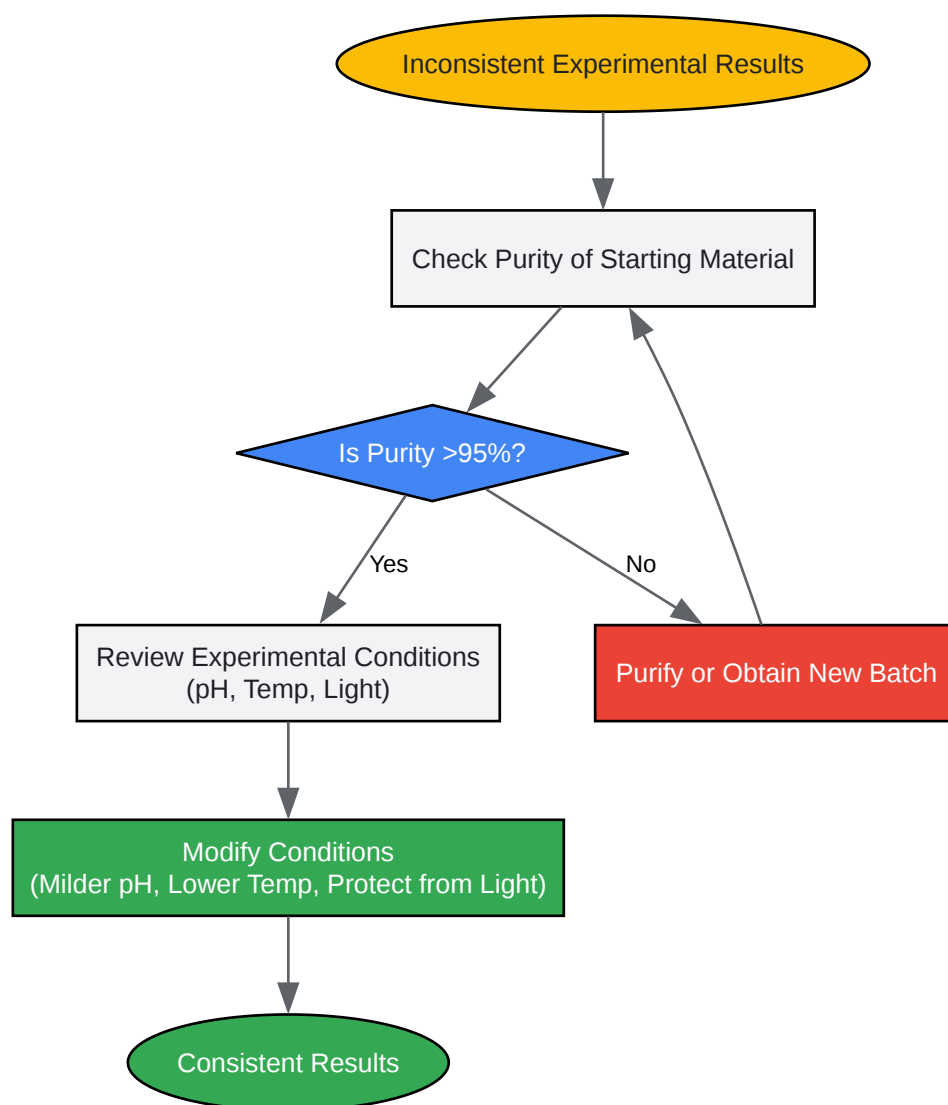 Inconsistent Experimental Results
Check Purity of Starting Material
Is Purity >95%?
Yes
No
Review Experimental Conditions
(pH, Temp, Light)
Purify or Obtain New Batch
Modify Conditions
(Milder pH, Lower Temp, Protect from Light)
Consistent Results